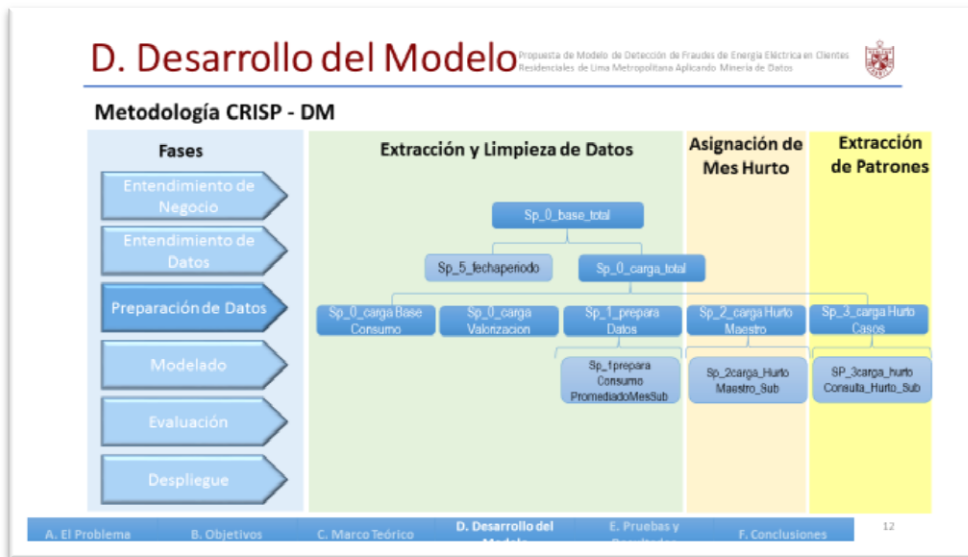 D. Desarrollo del Modelo
Propuesta de Modelo de Detección de Fraudes de Energía Eléctrica en Clientes
Residenciales de Lima Metropolitana Aplicando Minería de Datos
Metodología CRISP - DM
Fases
Entendimiento de
Negocio
Entendimiento de
Datos
Preparación de Datos
Modelado
Evaluación
Despliegue
Extracción y Limpieza de Datos
Asignación de
Mes Hurto
Extracción
de Patrones
Sp_0_base_total
Sp_5_fechaperiodo
Sp_0_carga_total
Sp_0_carga Base
Consumo
Sp_0_carga
Valorizacion
Sp_1_prepara
Datos
Sp_2_carga Hurto
Maestro
Sp_3_carga Hurto
Casos
Sp_1prepara
Consumo
PromediadoMesSub
Sp_2carga_Hurto
Maestro_Sub
SP_3carga_hurto
Consulta_Hurto_Sub
A. El Problema
B. Objetivos
C. Marco Teórico
D. Desarrollo del
Modelo
E. Pruebas y
Resultados
F. Conclusiones
12